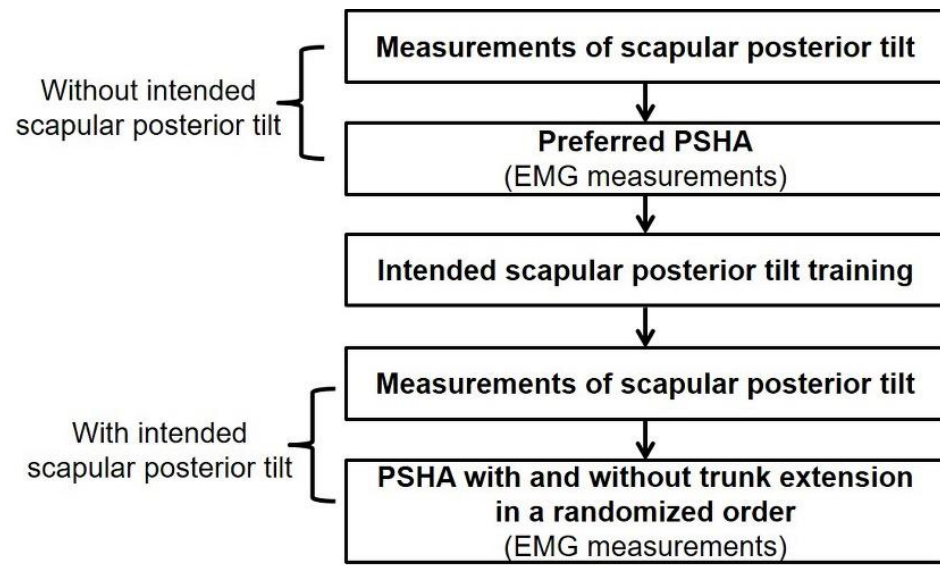 Measurements of scapular posterior tilt
Without intended
scapular posterior tilt
Preferred PSHA
(EMG measurements)
Intended scapular posterior tilt training
Measurements of scapular posterior tilt
With intended
scapular posterior tilt
PSHA with and without trunk extension
in a randomized order
(EMG measurements)